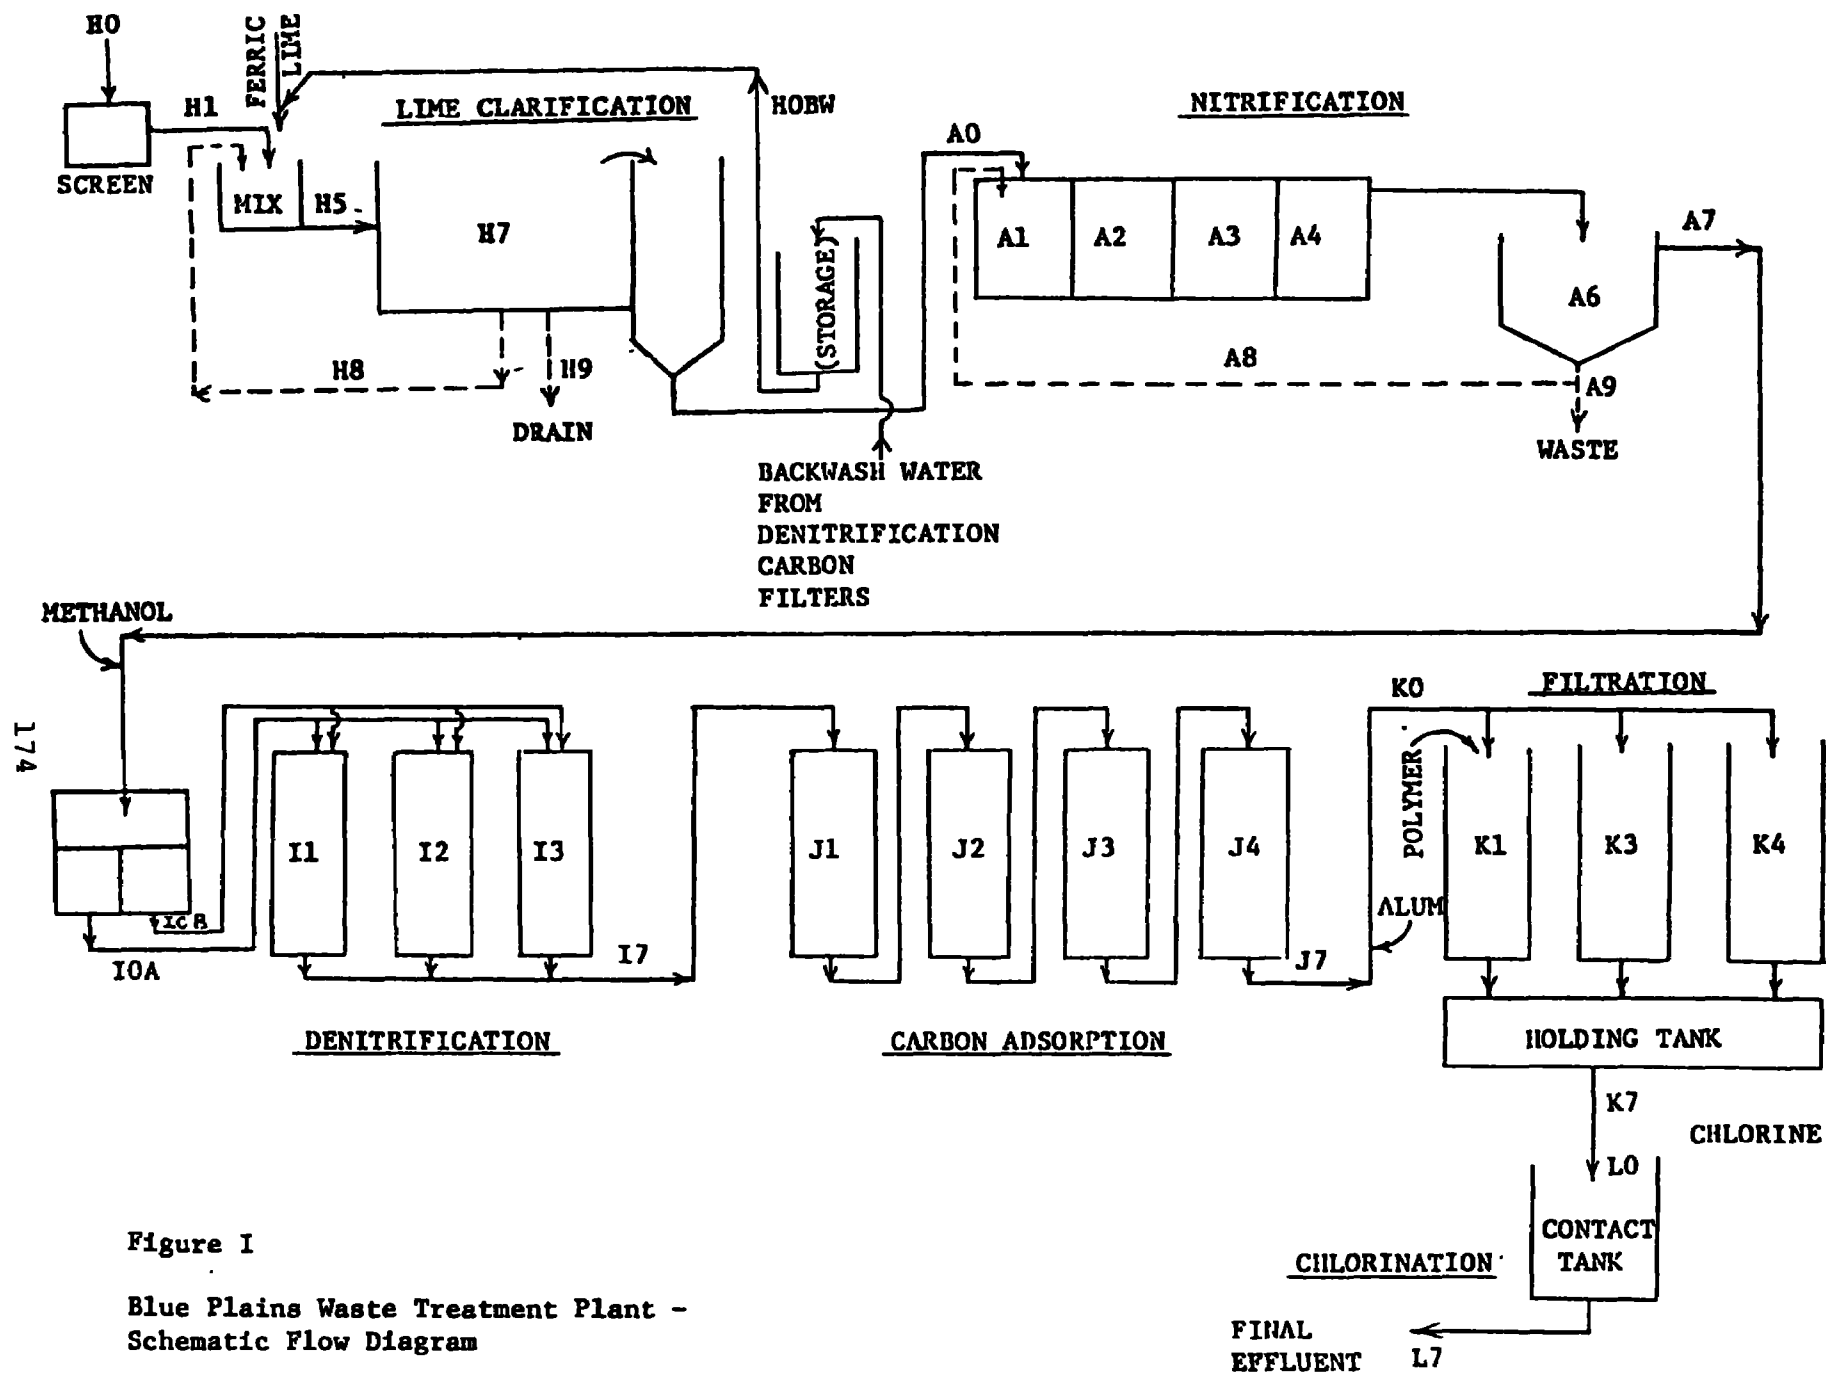 H0
FERRIC
LIME
H1
LIME CLARIFICATION
HOBW
NITRIFICATION
A0
SCREEN
MIX
H5
H7
(STORAGE)
A1
A2
A3
A4
A7
A6
H8
H9
A8
A9
DRAIN
WASTE
BACKWASH WATER
FROM
DENITRIFICATION
CARBON
FILTERS
METHANOL
K0
FILTRATION
174
POLYMER
I1
I2
I3
J1
J2
J3
J4
K1
K3
K4
ALUM
I7
J7
IOA
DENITRIFICATION
CARBON ADSORPTION
HOLDING TANK
K7
CHLORINE
L0
CONTACT
TANK
CHLORINATION
FINAL
EFFLUENT
L7
Figure I
Blue Plains Waste Treatment Plant -
Schematic Flow Diagram